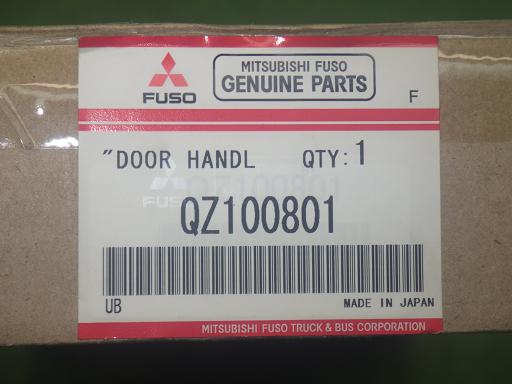 FUSO
MITSUBISHI FUSO
GENUINE PARTS
F
"DOOR HANDL QTY:1
FUSO
QZ100801
UB
MADE IN JAPAN
MITSUBISHI FUSO TRUCK & BUS CORPORATION